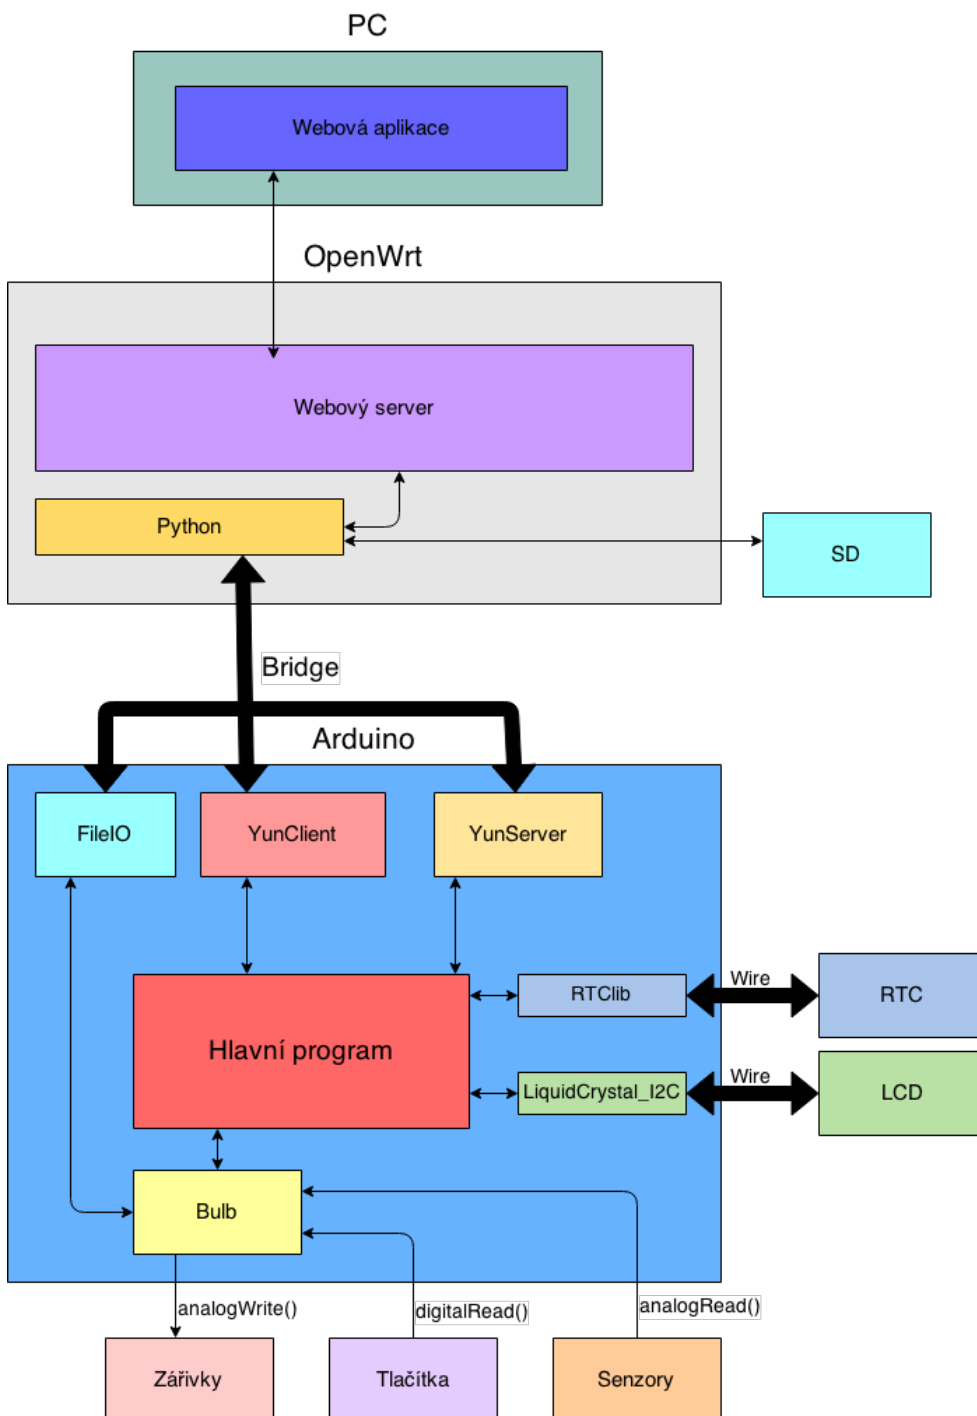 PC
Webová aplikace
OpenWrt
Webový server
Python
SD
Bridge
Arduino
FileIO
YunClient
YunServer
Hlavní program
RTClib
Wire
RTC
LiquidCrystal_I2C
Wire
LCD
Bulb
analogWrite()
digitalRead()
analogRead()
Zářivky
Tlačítka
Senzory